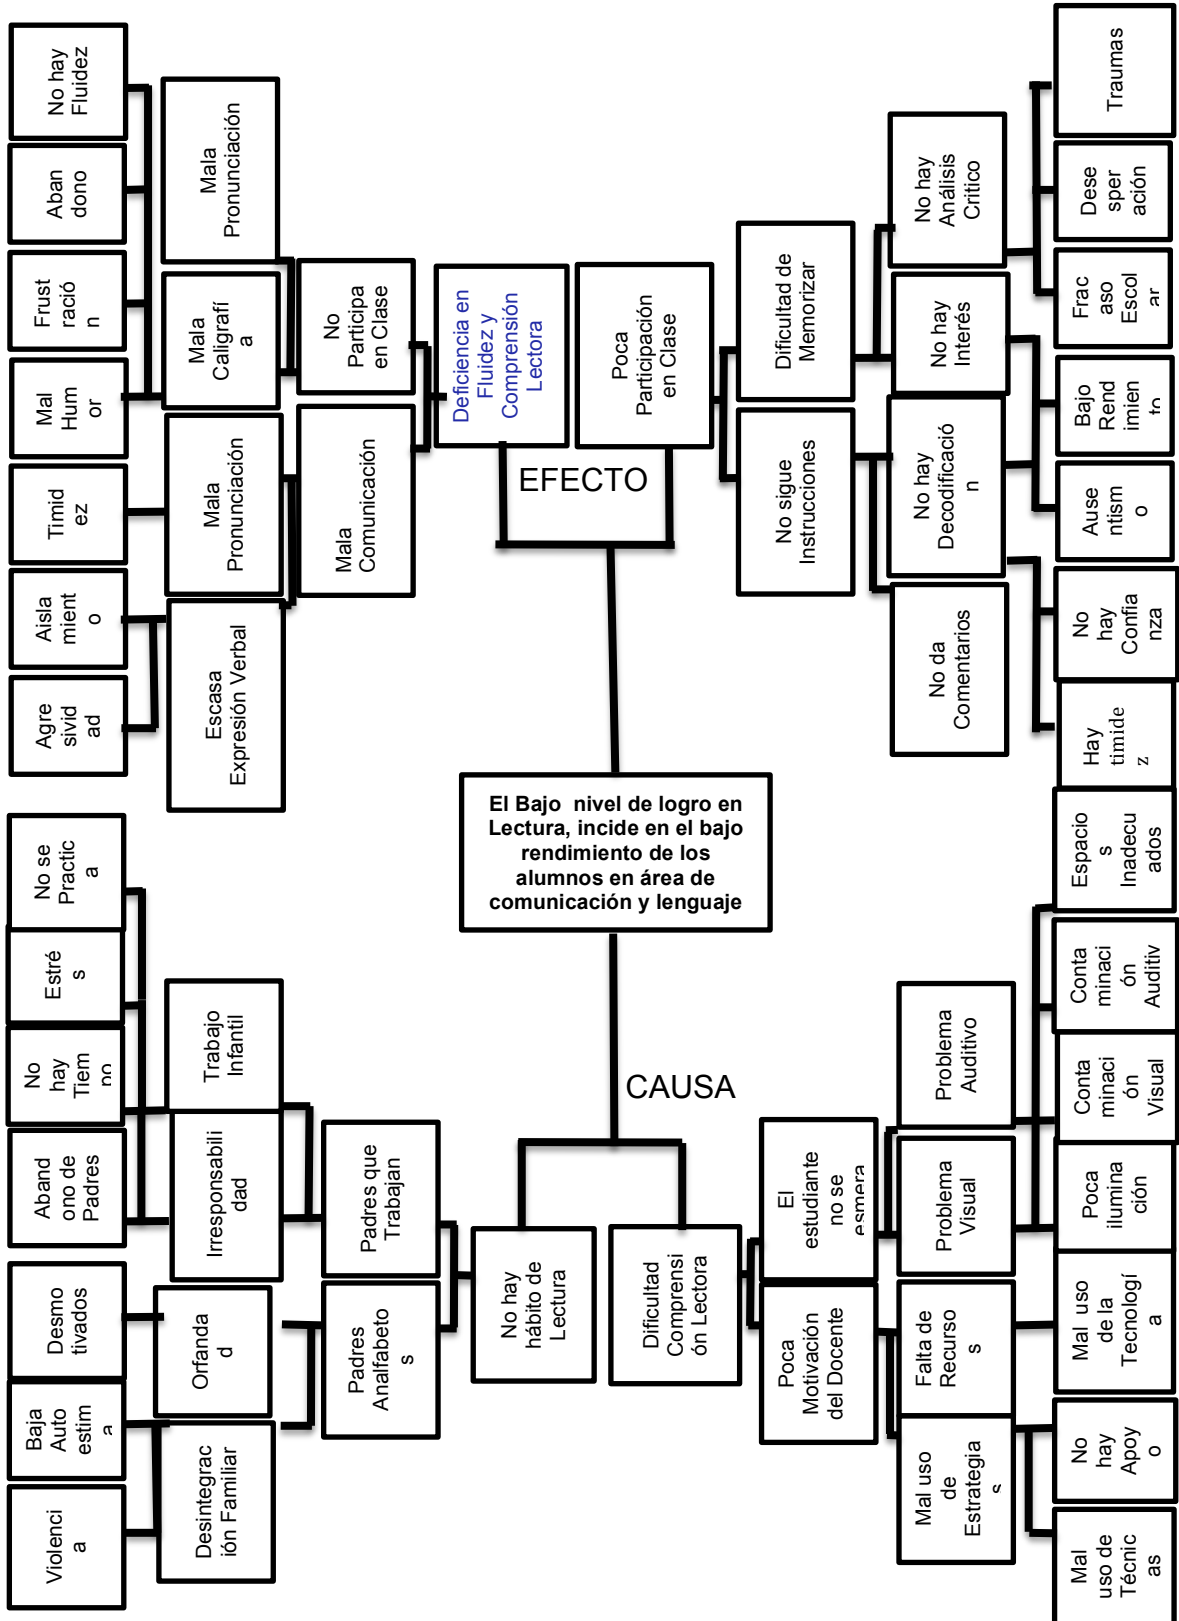 Violenci
a
Baja
Auto
estim
a
Desmo
tivados
Aband
ono de
Padres
No
hay
Tiem
po
Estré
s
No se
Practic
a
Agre
sivid
ad
Aisla
mient
o
Timid
ez
Mal
Hum
or
Frust
ració
n
Aban
dono
No hay
Fluidez
Desintegrac
ión Familiar
Orfanda
d
Irresponsabili
dad
Trabajo
Infantil
Escasa
Expresión Verbal
Mala
Pronunciación
Mala
Caligrafí
a
Mala
Pronunciación
Padres
Analfabeto
s
Padres que
Trabajan
Mala
Comunicación
No
Participa
en Clase
No hay
hábito de
Lectura
Deficiencia en
Fluidez y
Comprensión
Lectora
CAUSA
El Bajo nivel de logro en
Lectura, incide en el bajo
rendimiento de los
alumnos en área de
comunicación y lenguaje
EFECTO
Dificultad
Comprensi
ón Lectora
Poca
Participación
en Clase
Poca
Motivación
del Docente
El
estudiante
no se
esmera
No sigue
Instrucciones
Dificultad de
Memorizar
Mal uso
de
Estrategia
s
Falta de
Recurso
s
Problema
Visual
Problema
Auditivo
No da
Comentarios
No hay
Decodificació
n
No hay
Interés
No hay
Análisis
Critico
Mal
uso de
Técnic
as
No
hay
Apoy
o
Mal uso
de la
Tecnologí
a
Poca
ilumina
ción
Conta
minaci
ón
Visual
Conta
minaci
ón
Auditiv
Espacio
s
Inadecu
ados
Hay
timide
z
No
hay
Confia
nza
Ause
ntism
o
Bajo
Rend
imien
to
Frac
aso
Escol
ar
Dese
sper
ación
Traumas